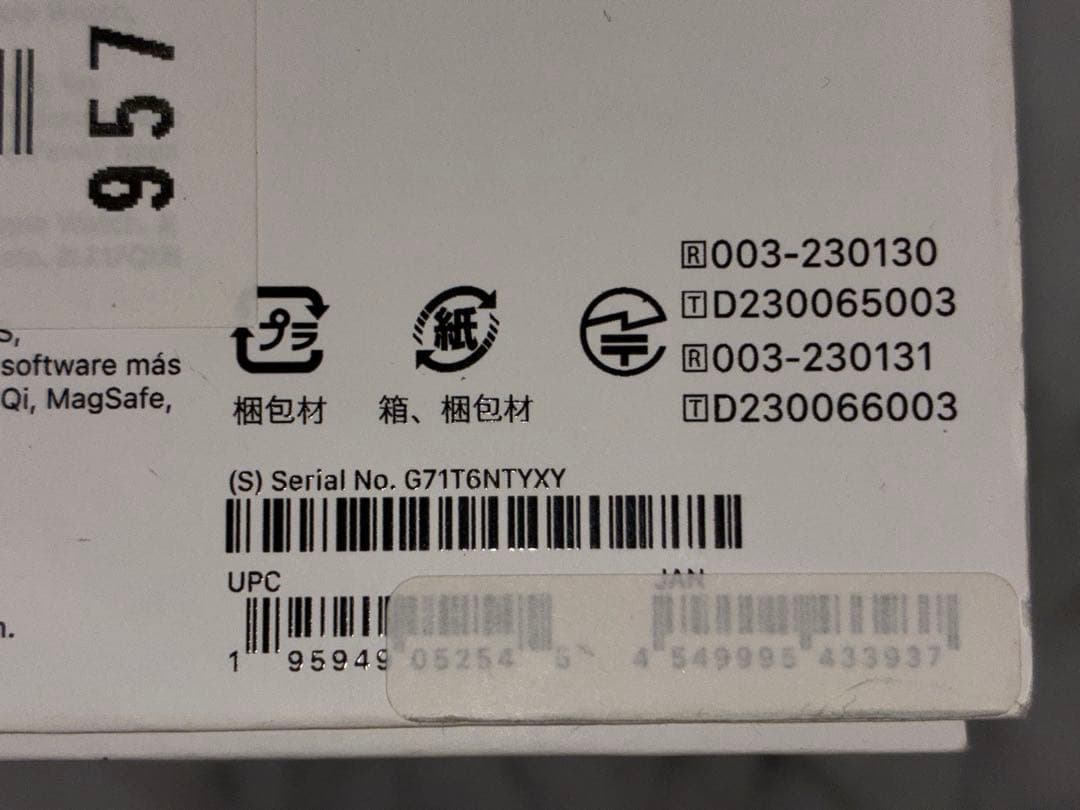 957
S,
software más
Qi, MagSafe,
n.
プラ
梱包材
紙
箱、梱包材
R003-230130
TD230065003
R003-230131
TD230066003
(S) Serial No. G71T6NTYXY
UPC
1 95949 05254 5
JAN
4 549995 433937